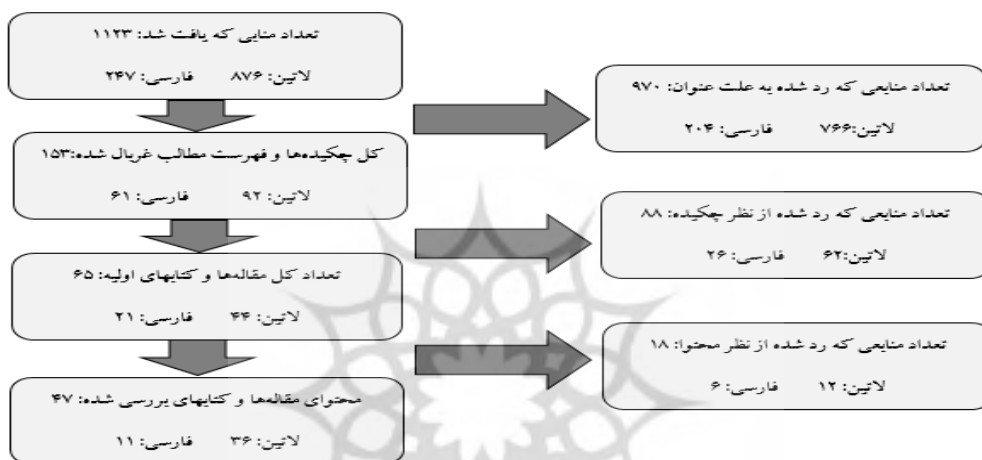 تعداد منابی که یافت شد: ۱۱۲۳
لاتین: ۸۷۶ فارسی: ۲۴۷
تعداد منابعی که رد شده به علت عنوان: ۹۷۰
لاتین:۷۶۶ فارسی: ۲۰۴
کل چکیده‌ها و فهرست مطالب غربال شده:۱۵۳
لاتین: ۹۲ فارسی: ۶۱
تعداد منابعی که رد شده از نظر چکیده: ۸۸
لاتین:۶۲ فارسی: ۲۶
تعداد کل مقاله‌ها و کتابهای اولیه: ۶۵
لاتین: ۴۴ فارسی: ۲۱
تعداد منابعی که رد شده از نظر محتوا: ۱۸
لاتین: ۱۲ فارسی: ۶
محتوای مقاله‌ها و کتابهای بررسی شده: ۴۷
لاتین: ۳۶ فارسی: ۱۱